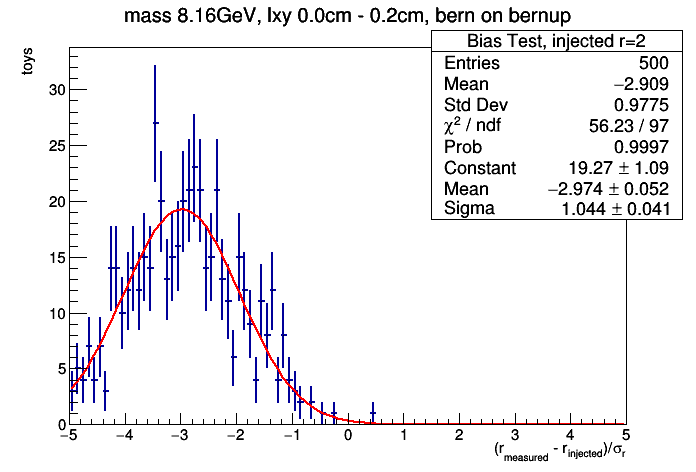 mass 8.16GeV, lxy 0.0cm - 0.2cm, bern on bernup
Bias Test, injected r=2
Entries 500
Mean −2.909
Std Dev 0.9775
χ² / ndf 56.23 / 97
Prob 0.9997
Constant 19.27 ± 1.09
Mean −2.974 ± 0.052
Sigma 1.044 ± 0.041
toys
30
25
20
15
10
5
0
−5 −4 −3 −2 −1 0 1 2 3 4 5
(r_measured - r_injected)/σ_r